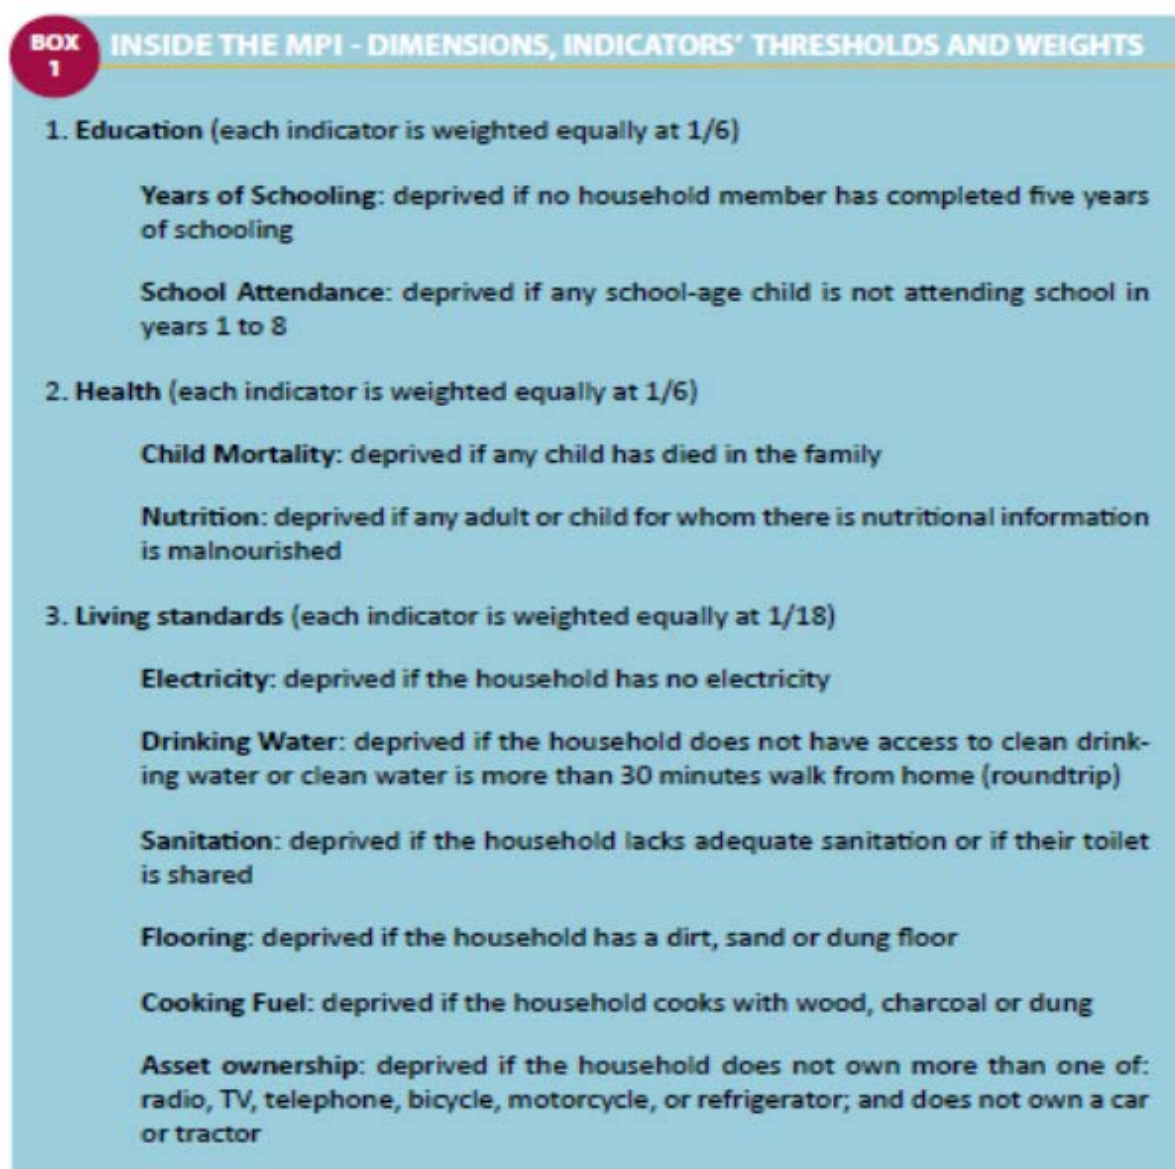 BOX
1
INSIDE THE MPI - DIMENSIONS, INDICATORS' THRESHOLDS AND WEIGHTS
1. Education (each indicator is weighted equally at 1/6)
Years of Schooling: deprived if no household member has completed five years
of schooling
School Attendance: deprived if any school-age child is not attending school in
years 1 to 8
2. Health (each indicator is weighted equally at 1/6)
Child Mortality: deprived if any child has died in the family
Nutrition: deprived if any adult or child for whom there is nutritional information
is malnourished
3. Living standards (each indicator is weighted equally at 1/18)
Electricity: deprived if the household has no electricity
Drinking Water: deprived if the household does not have access to clean drink-
ing water or clean water is more than 30 minutes walk from home (roundtrip)
Sanitation: deprived if the household lacks adequate sanitation or if their toilet
is shared
Flooring: deprived if the household has a dirt, sand or dung floor
Cooking Fuel: deprived if the household cooks with wood, charcoal or dung
Asset ownership: deprived if the household does not own more than one of:
radio, TV, telephone, bicycle, motorcycle, or refrigerator; and does not own a car
or tractor